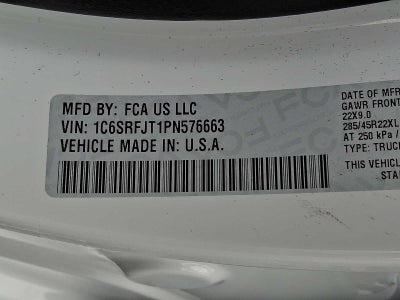 MFD BY: FCA US LLC
VIN: 1C6SRFJT1PN576663
VEHICLE MADE IN: U.S.A.
DATE OF MFR
GAWR FRONT
22X9.0
285/45R22XL
AT 250 kPa /
TYPE: TRUC
THIS VEHIC
STA